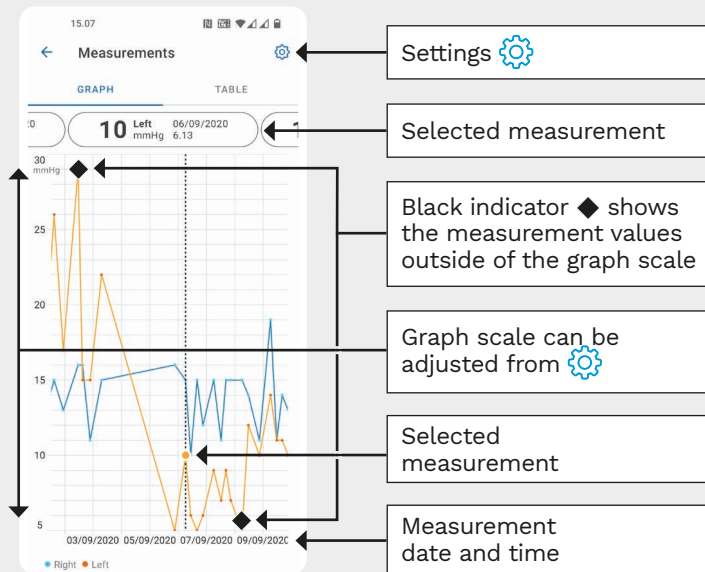 15.07
Measurements
GRAPH TABLE
10 Left mmHg 06/09/2020 6.13
30
mmHg
25
20
15
10
5
03/09/2020 05/09/2020 07/09/2020 09/09/2020
Right Left
Settings
Selected measurement
Black indicator ◆ shows
the measurement values
outside of the graph scale
Graph scale can be
adjusted from
Selected
measurement
Measurement
date and time